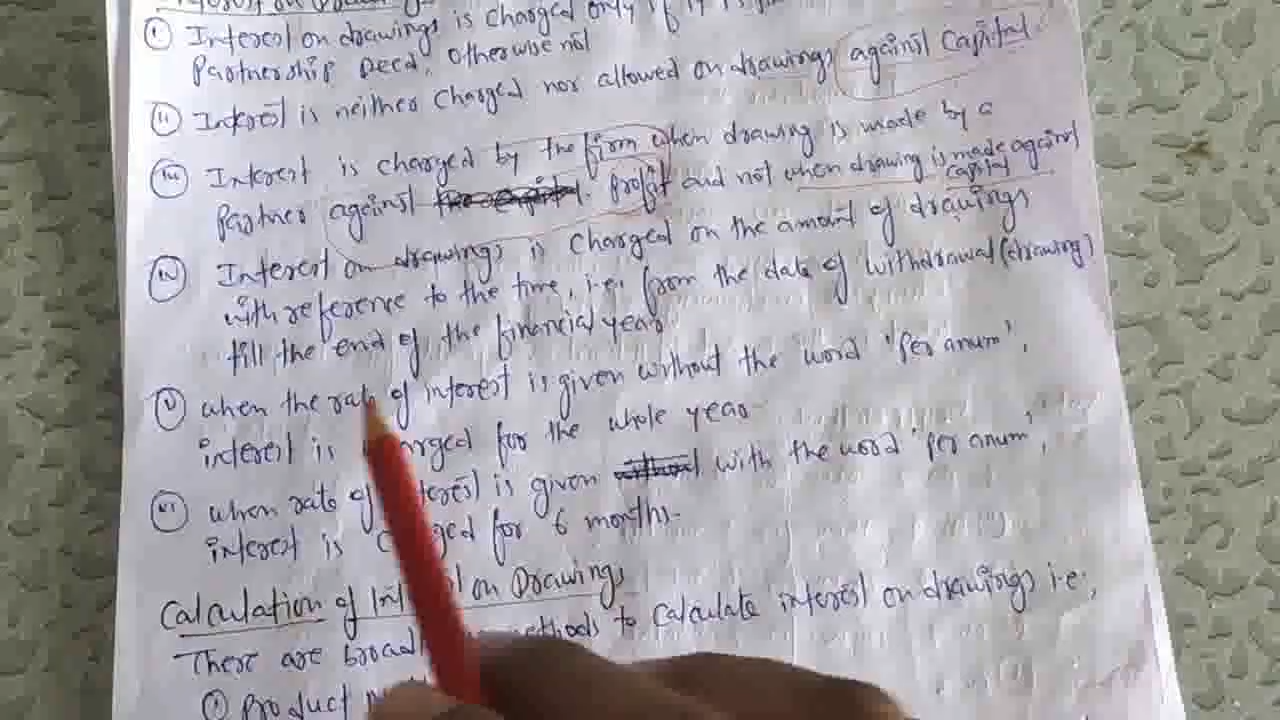 Interest on Drawings
(i) Interest on drawings is charged only if it is
Partnership Deed, Otherwise not
(ii) Interest is neither Charged nor allowed on drawings against Capital.
(iii) Interest is charged by the firm when drawing is made by a
Partner against Profit and not when drawing is made against
capital
(iv) Interest on drawings is charged on the amount of drawings
with reference to the time, i.e. from the date of withdrawal (drawing)
till the end of the financial year.
(v) when the rate of interest is given without the word 'Per anum',
interest is charged for the whole year
(vi) when rate of interest is given with the word 'Per anum',
interest is charged for 6 months.
Calculation of Int on Drawings
There are broad methods to calculate interest on drawings i.e;
(1) Product